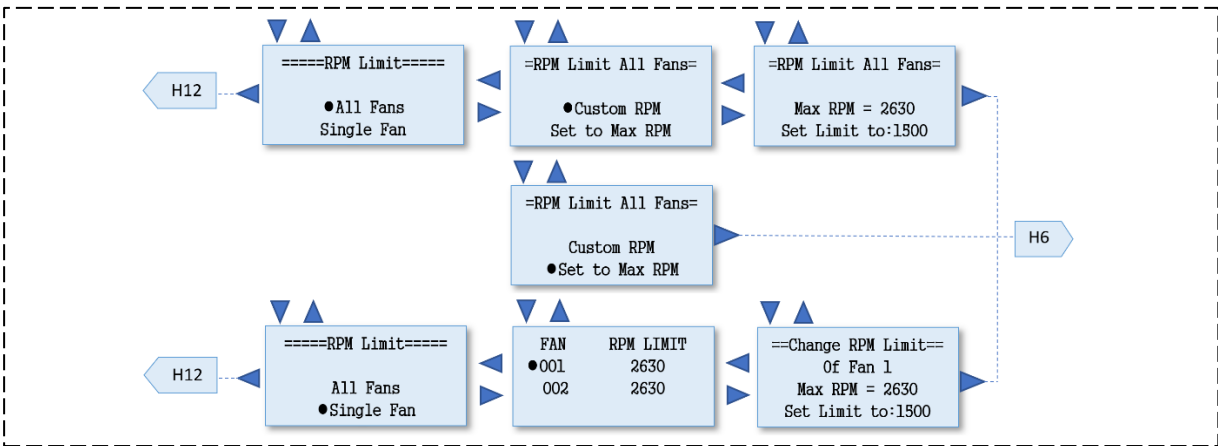 H12
=====RPM Limit=====
●All Fans
Single Fan
=RPM Limit All Fans=
●Custom RPM
Set to Max RPM
=RPM Limit All Fans=
Max RPM = 2630
Set Limit to:1500
=RPM Limit All Fans=
Custom RPM
●Set to Max RPM
H6
H12
=====RPM Limit=====
All Fans
●Single Fan
FAN RPM LIMIT
●001 2630
002 2630
==Change RPM Limit==
Of Fan 1
Max RPM = 2630
Set Limit to:1500